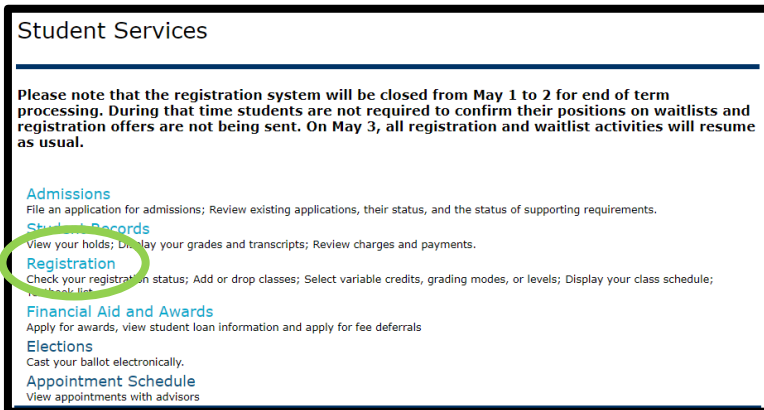 Student Services
Please note that the registration system will be closed from May 1 to 2 for end of term
processing. During that time students are not required to confirm their positions on waitlists and
registration offers are not being sent. On May 3, all registration and waitlist activities will resume
as usual.
Admissions
File an application for admissions; Review existing applications, their status, and the status of supporting requirements.
Student Records
View your holds; Display your grades and transcripts; Review charges and payments.
Registration
Check your registration status; Add or drop classes; Select variable credits, grading modes, or levels; Display your class schedule;
Textbook list
Financial Aid and Awards
Apply for awards, view student loan information and apply for fee deferrals
Elections
Cast your ballot electronically.
Appointment Schedule
View appointments with advisors